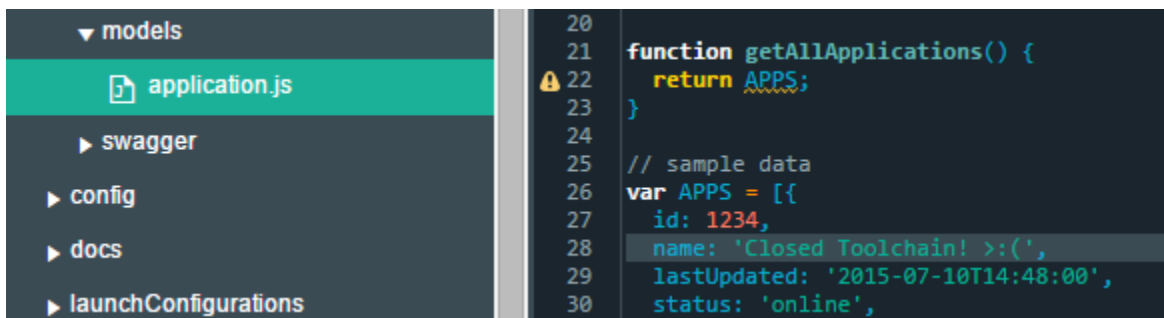 models
application.js
swagger
config
docs
launchConfigurations
20
21 function getAllApplications() {
22 return APPS;
23 }
24
25 // sample data
26 var APPS = [{
27 id: 1234,
28 name: 'Closed Toolchain! >:(',
29 lastUpdated: '2015-07-10T14:48:00',
30 status: 'online',